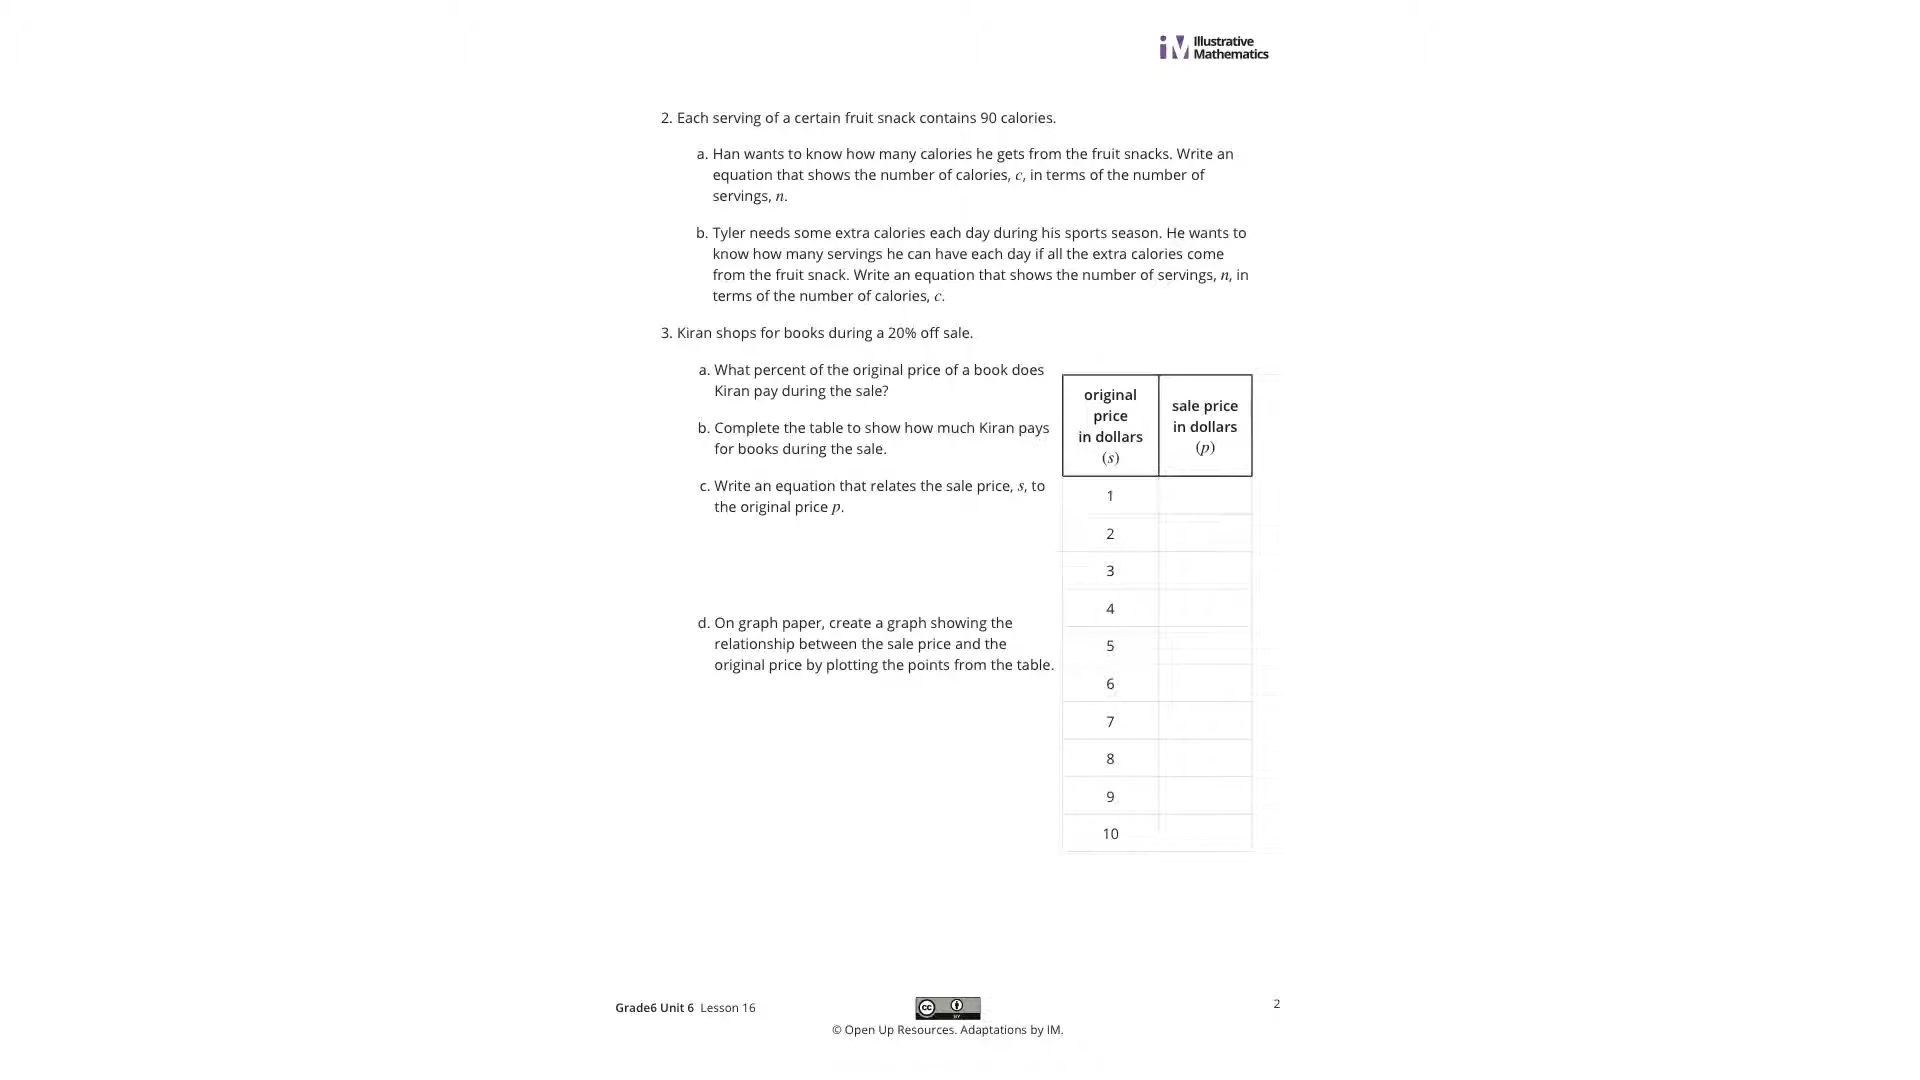 Illustrative
Mathematics
2. Each serving of a certain fruit snack contains 90 calories.
a. Han wants to know how many calories he gets from the fruit snacks. Write an
equation that shows the number of calories, c, in terms of the number of
servings, n.
b. Tyler needs some extra calories each day during his sports season. He wants to
know how many servings he can have each day if all the extra calories come
from the fruit snack. Write an equation that shows the number of servings, n, in
terms of the number of calories, c.
3. Kiran shops for books during a 20% off sale.
a. What percent of the original price of a book does
Kiran pay during the sale?
b. Complete the table to show how much Kiran pays
for books during the sale.
c. Write an equation that relates the sale price, s, to
the original price p.
d. On graph paper, create a graph showing the
relationship between the sale price and the
original price by plotting the points from the table.
original
price
in dollars
(s)
sale price
in dollars
(p)
1
2
3
4
5
6
7
8
9
10
Grade6 Unit 6 Lesson 16
cc
BY
© Open Up Resources. Adaptations by IM.
2